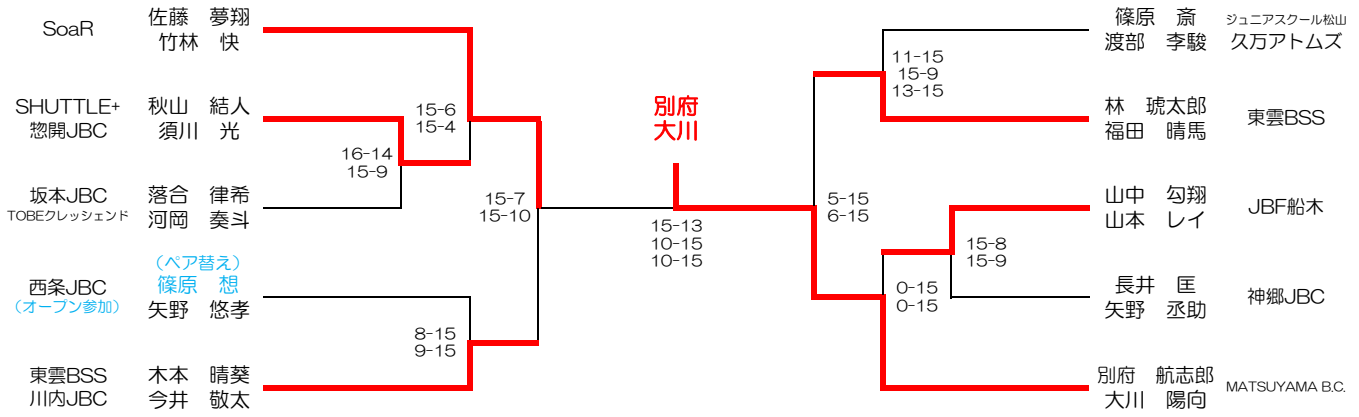 SoaR
佐藤　夢翔
竹林　快
SHUTTLE+
惣開JBC
秋山　結人
須川　光
坂本JBC
TOBEクレッシェンド
落合　律希
河岡　奏斗
西条JBC
(オープン参加)
(ペア替え)
篠原　想
矢野　悠孝
東雲BSS
川内JBC
木本　晴葵
今井　敬太
16-14
15-9
15-6
15-4
8-15
9-15
15-7
15-10
別府
大川
15-13
10-15
10-15
5-15
6-15
11-15
15-9
13-15
15-8
15-9
0-15
0-15
篠原　斎
渡部　李駿
ジュニアスクール松山
久万アトムズ
林　琥太郎
福田　晴馬
東雲BSS
山中　勾翔
山本　レイ
JBF船木
長井　匡
矢野　丞助
神郷JBC
別府　航志郎
大川　陽向
MATSUYAMA B.C.